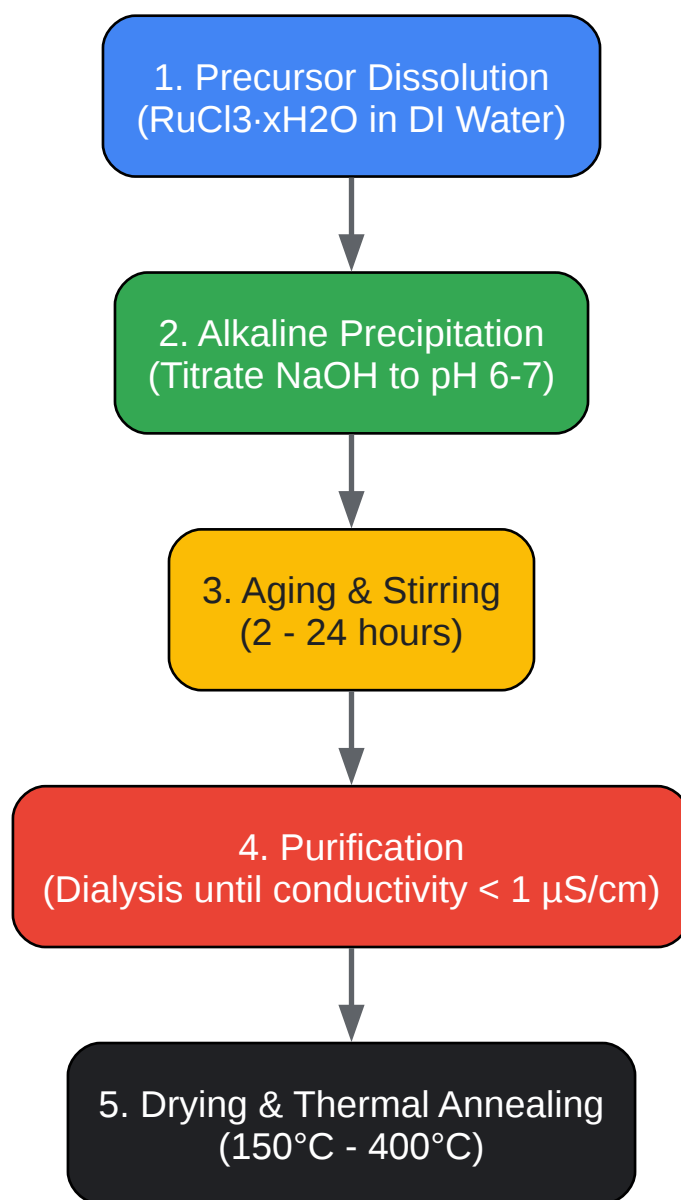 1. Precursor Dissolution
(RuCl3·xH2O in DI Water)
2. Alkaline Precipitation
(Titrate NaOH to pH 6-7)
3. Aging & Stirring
(2 - 24 hours)
4. Purification
(Dialysis until conductivity < 1 µS/cm)
5. Drying & Thermal Annealing
(150°C - 400°C)